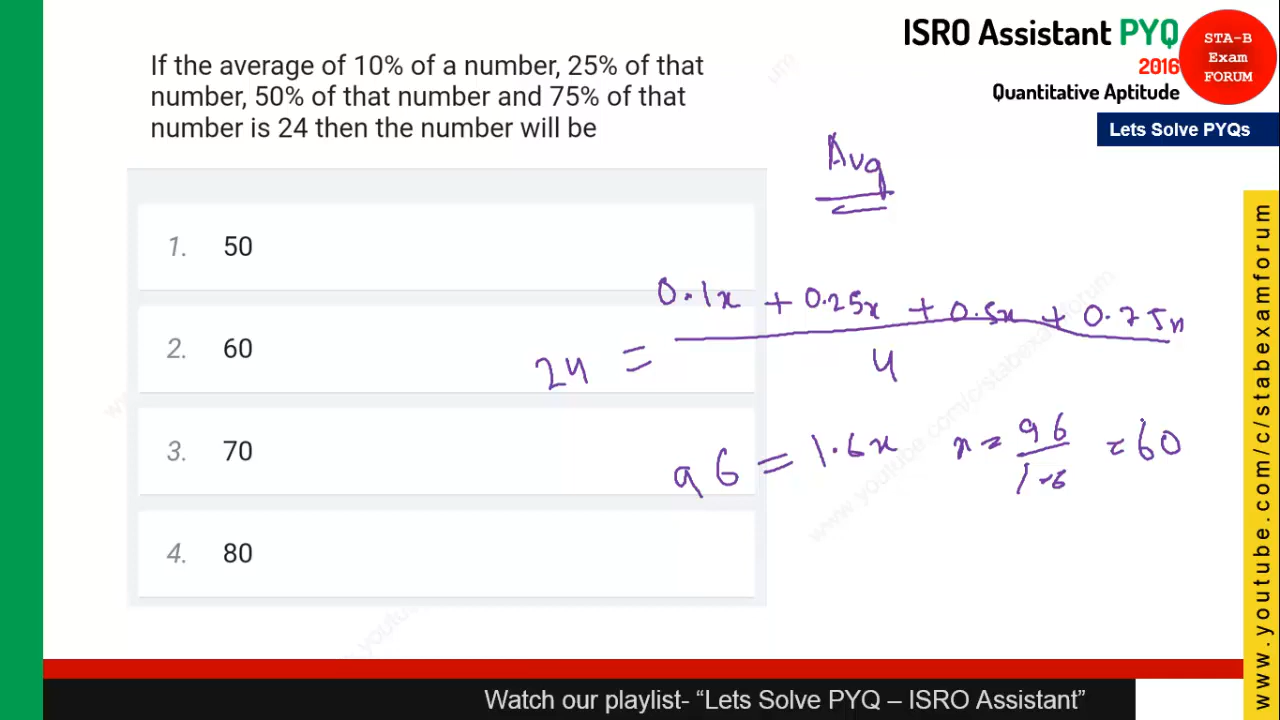 ISRO Assistant PYQ
2016
Quantitative Aptitude
STA-B
Exam
FORUM
Lets Solve PYQs
If the average of 10% of a number, 25% of that
number, 50% of that number and 75% of that
number is 24 then the number will be
1. 50
2. 60
3. 70
4. 80
Avg
24 = 0.1x + 0.25x + 0.5x + 0.75x
4
96 = 1.6x x = 96 = 60
1.6
www.youtube.com/c/stabexamforum
www.youtube.com/c/stabexamforum
Watch our playlist- “Lets Solve PYQ – ISRO Assistant”